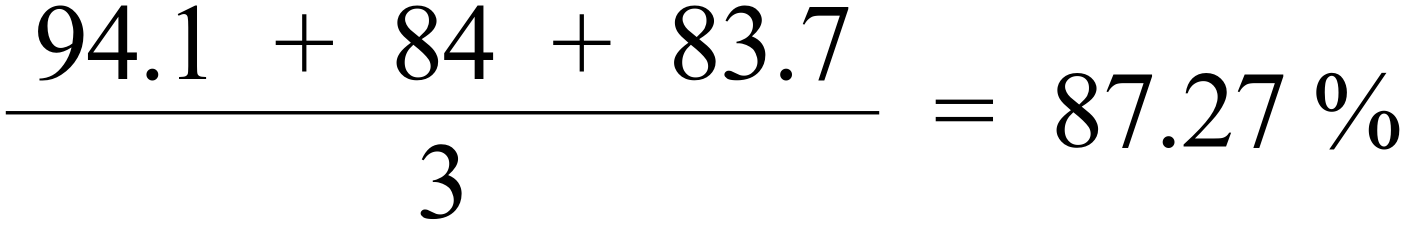 94.1 + 84 + 83.7
3
= 87.27 %